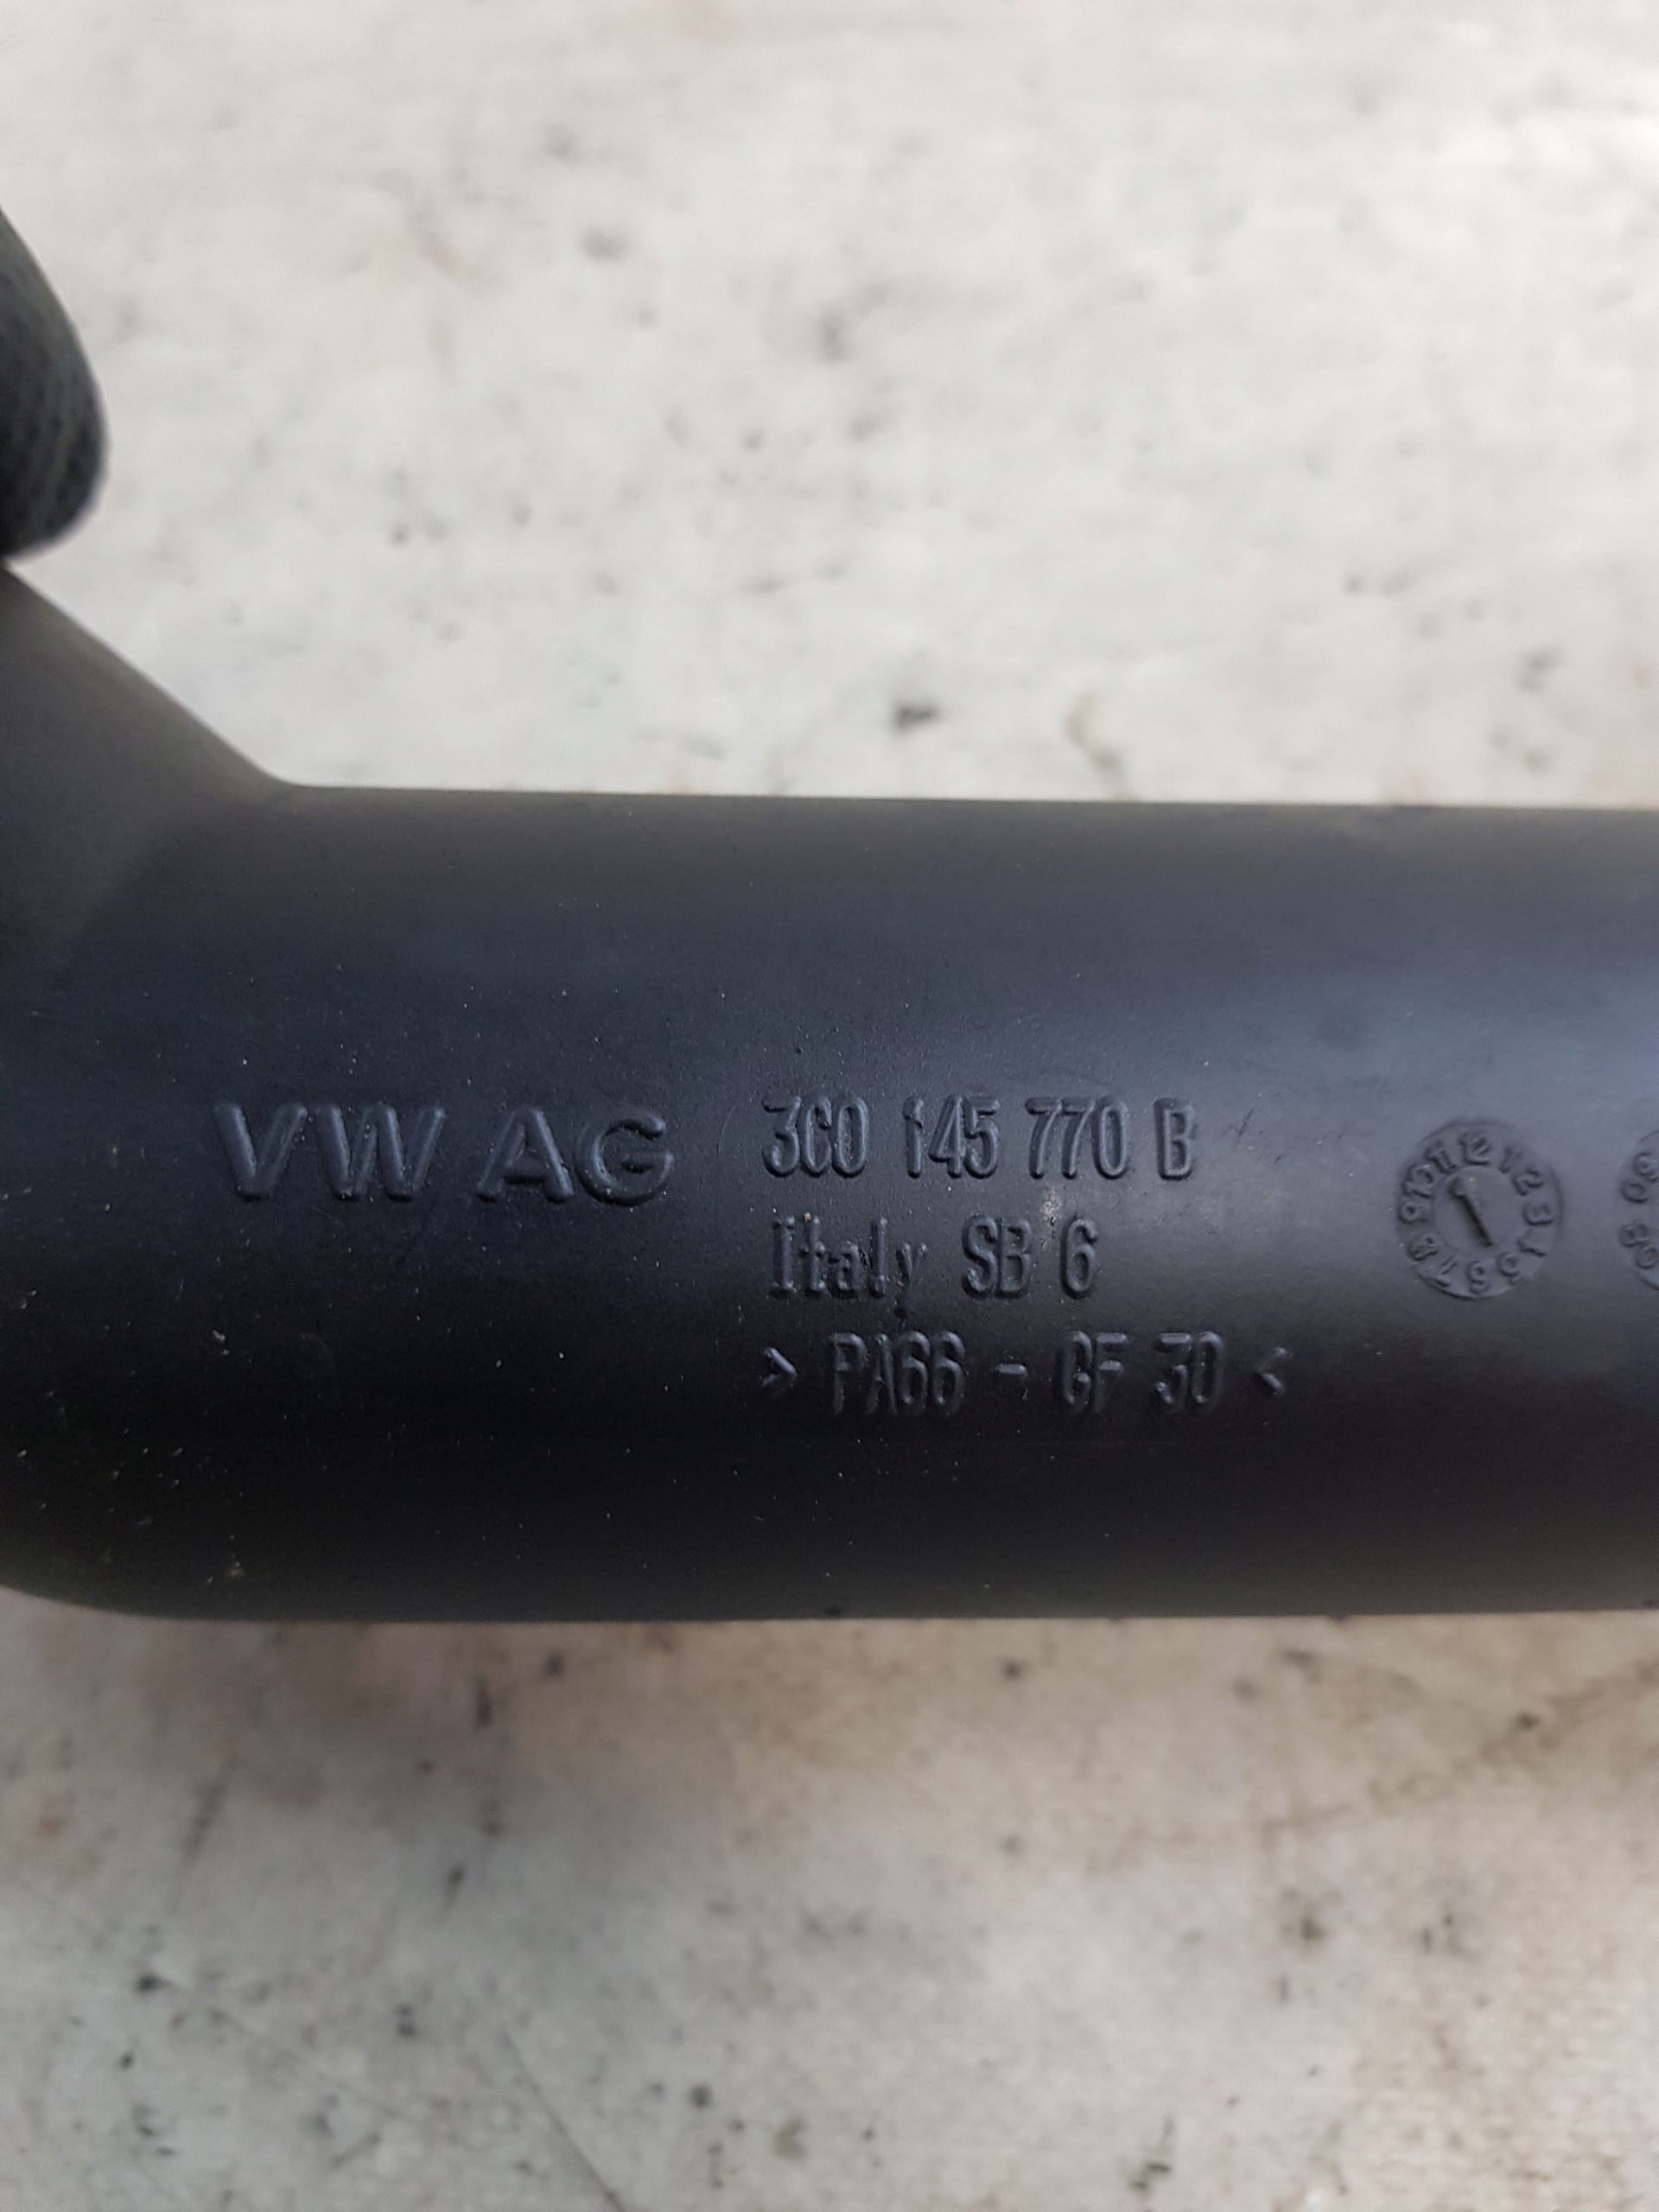 VW AG 3C0 145 770 B
Italy SB 6
> PA66 - GF 30 <